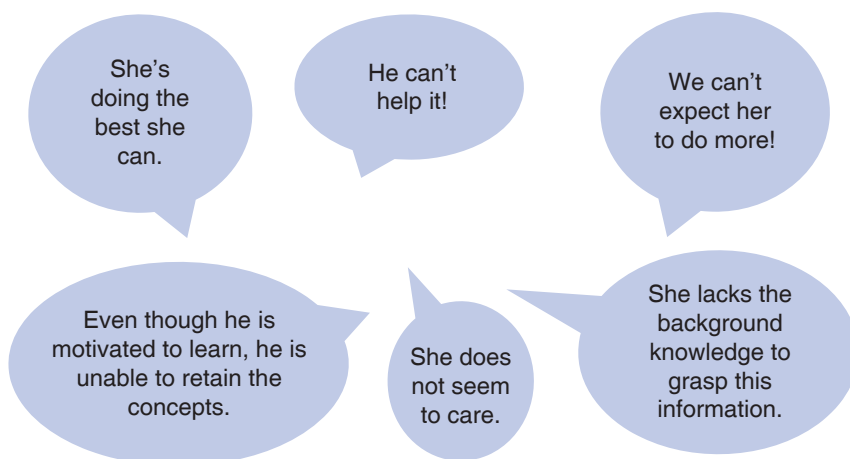 She's
doing the
best she
can.
He can't
help it!
We can't
expect her
to do more!
Even though he is
motivated to learn, he is
unable to retain the
concepts.
She does
not seem
to care.
She lacks the
background
knowledge to
grasp this
information.